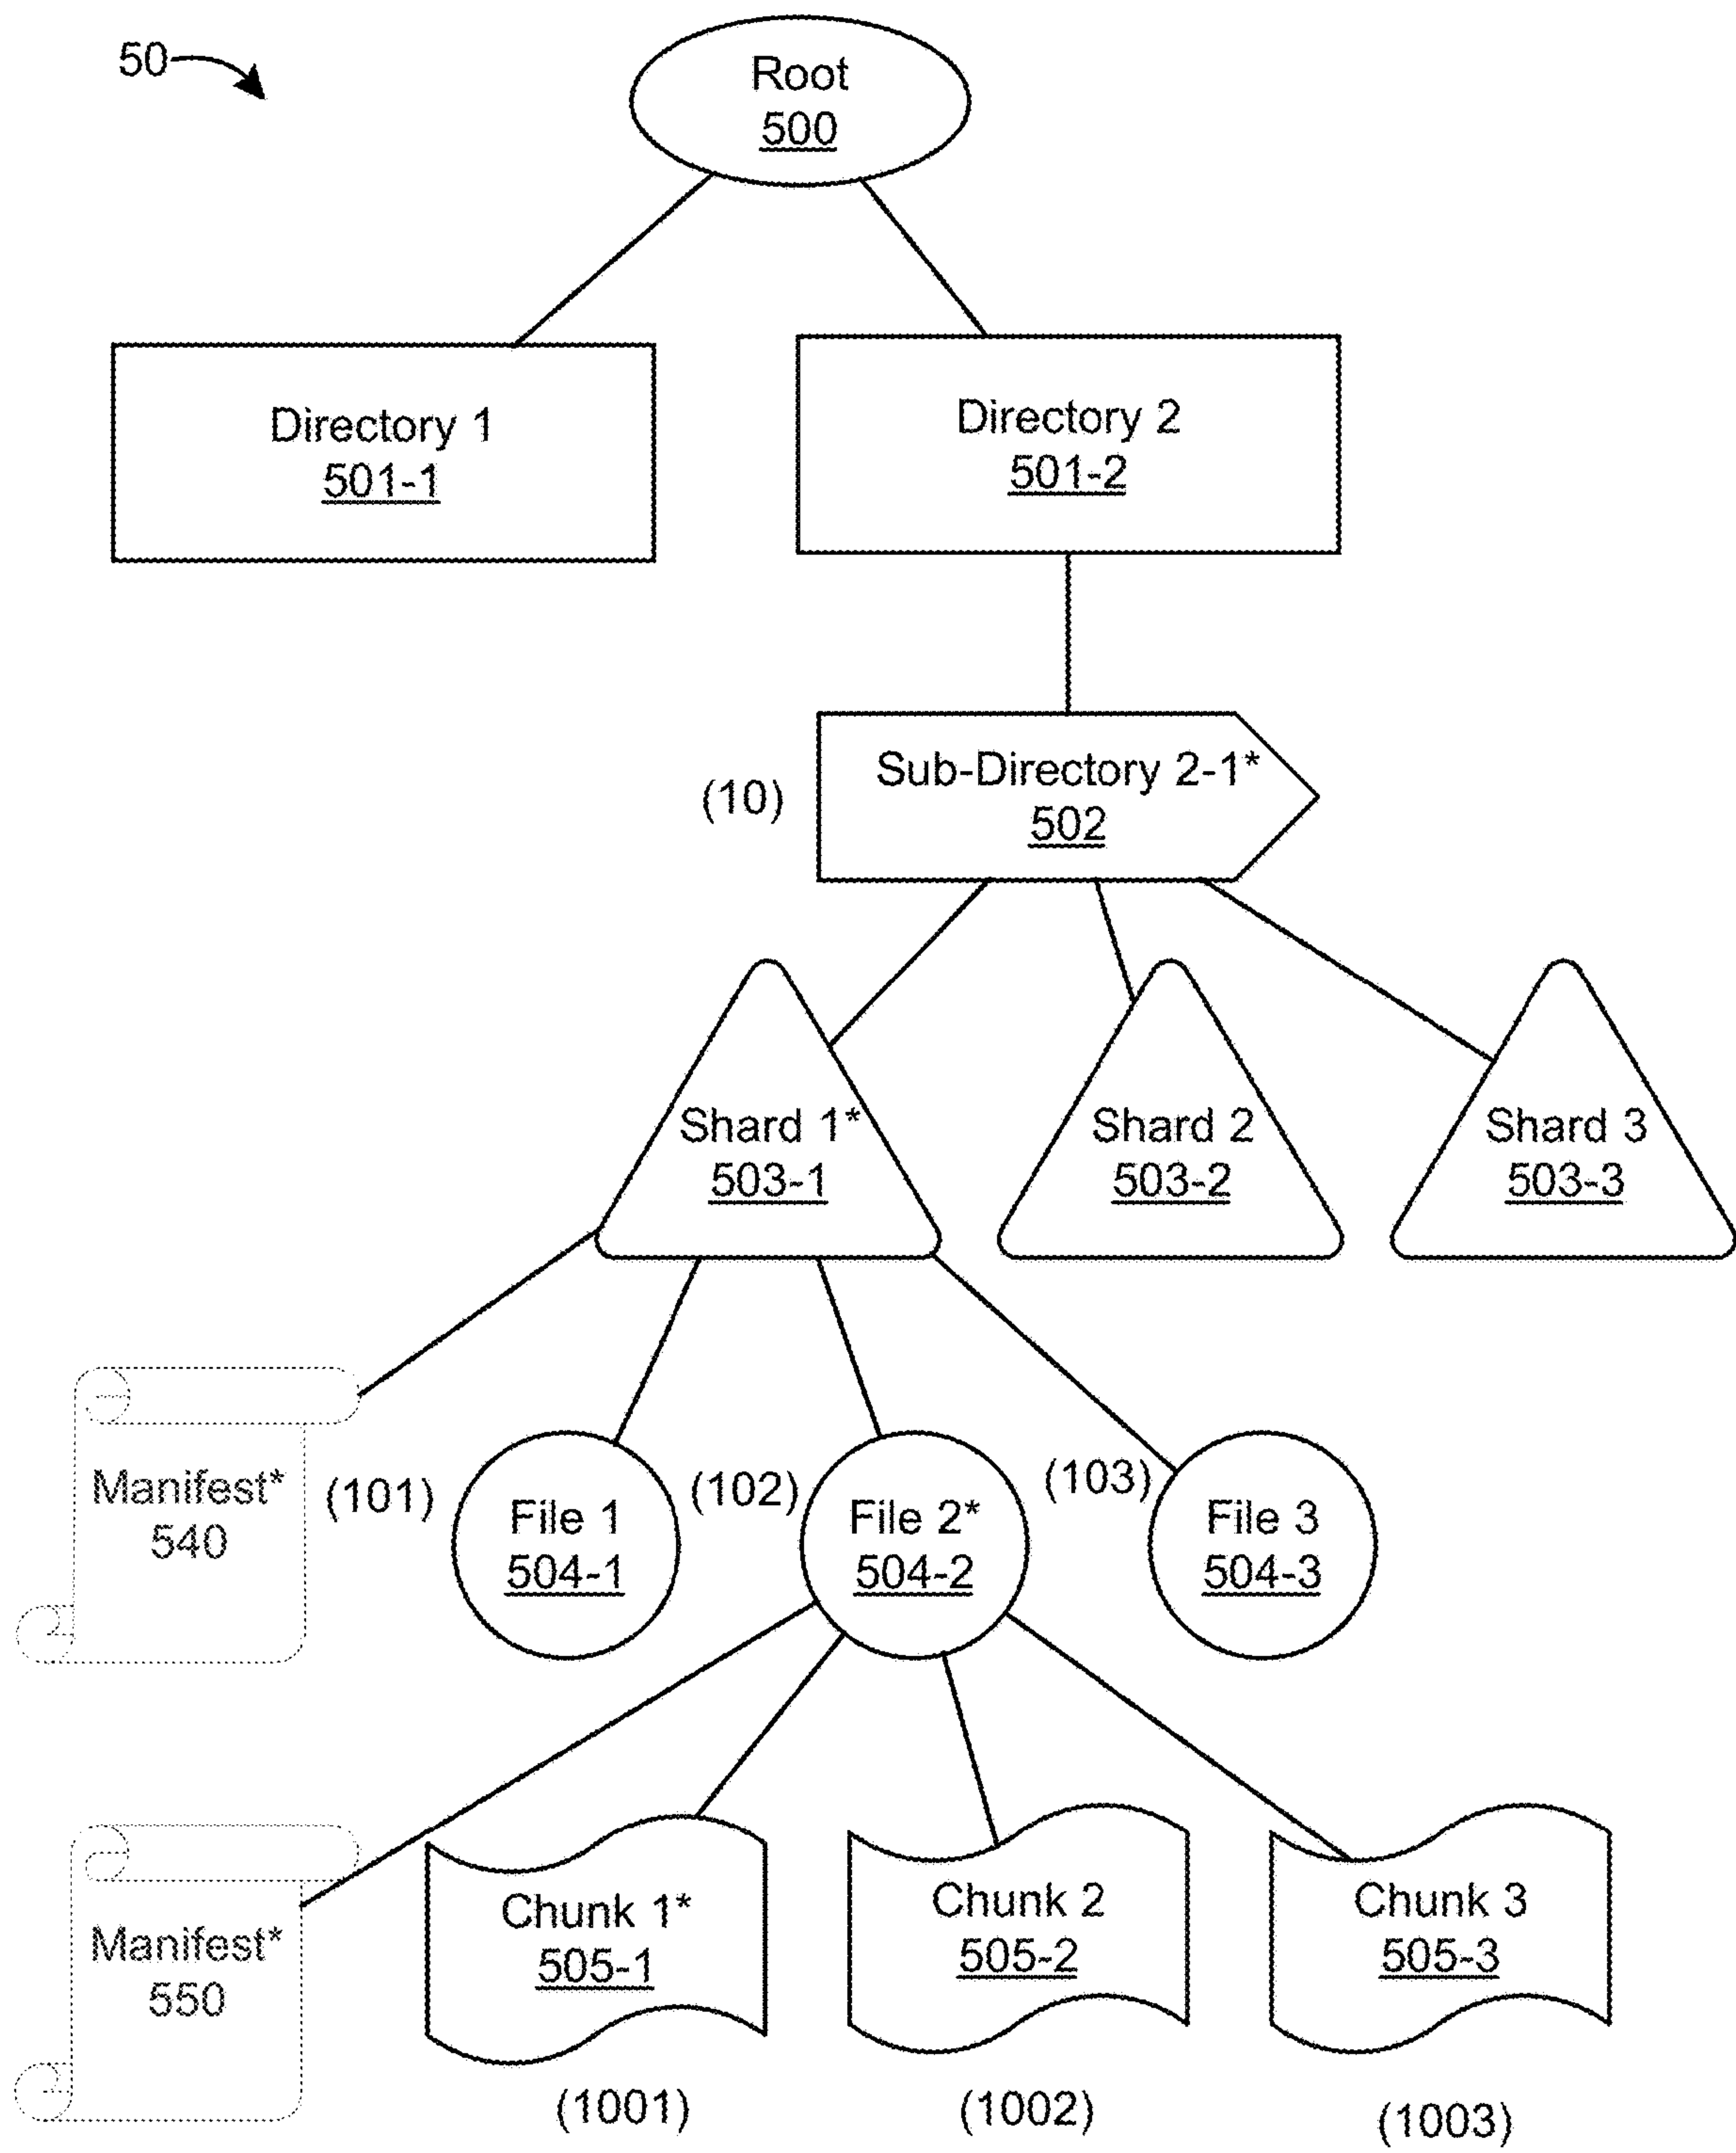 50
Root
500
Directory 1
501-1
Directory 2
501-2
(10)
Sub-Directory 2-1*
502
Shard 1*
503-1
Shard 2
503-2
Shard 3
503-3
Manifest*
540
(101)
File 1
504-1
(102)
File 2*
504-2
(103)
File 3
504-3
Manifest*
550
Chunk 1*
505-1
Chunk 2
505-2
Chunk 3
505-3
(1001)
(1002)
(1003)